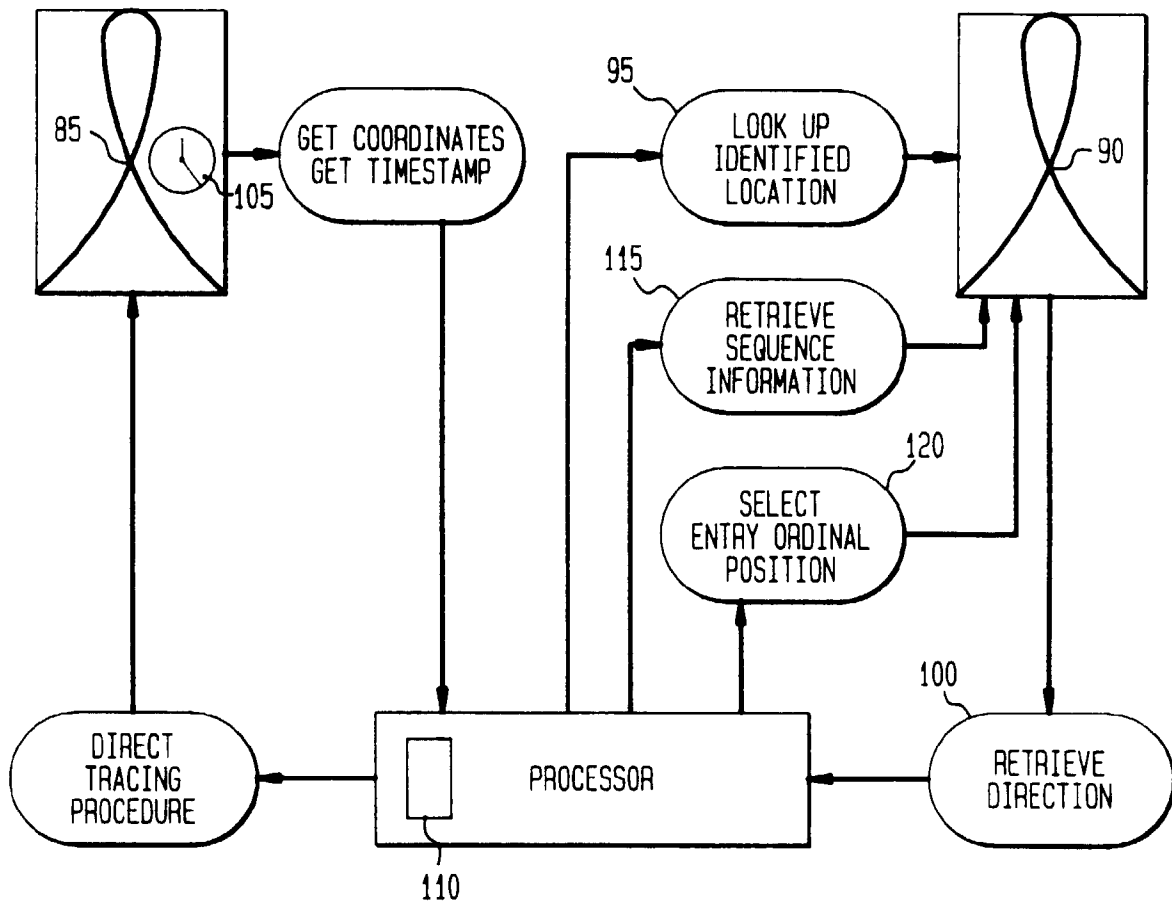 85
105
GET COORDINATES
GET TIMESTAMP
95
LOOK UP
IDENTIFIED
LOCATION
90
115
RETRIEVE
SEQUENCE
INFORMATION
120
SELECT
ENTRY ORDINAL
POSITION
DIRECT
TRACING
PROCEDURE
PROCESSOR
110
100
RETRIEVE
DIRECTION